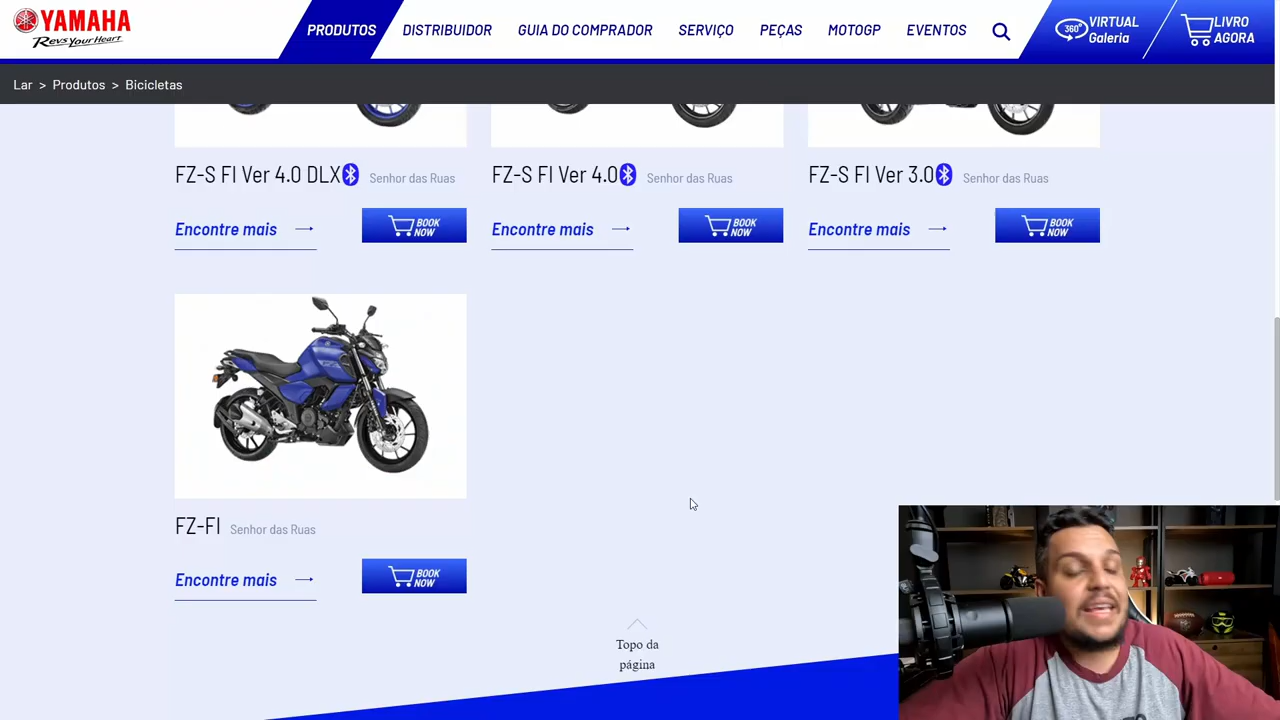 YAMAHA
Revs Your Heart
PRODUTOS
DISTRIBUIDOR
GUIA DO COMPRADOR
SERVIÇO
PEÇAS
MOTOGP
EVENTOS
360°
VIRTUAL
Galeria
LIVRO
AGORA
Lar > Produtos > Bicicletas
FZ-S FI Ver 4.0 DLX Senhor das Ruas
FZ-S FI Ver 4.0 Senhor das Ruas
FZ-S FI Ver 3.0 Senhor das Ruas
Encontre mais
BOOK
NOW
Encontre mais
BOOK
NOW
Encontre mais
BOOK
NOW
FZ-FI Senhor das Ruas
Encontre mais
BOOK
NOW
Topo da
página